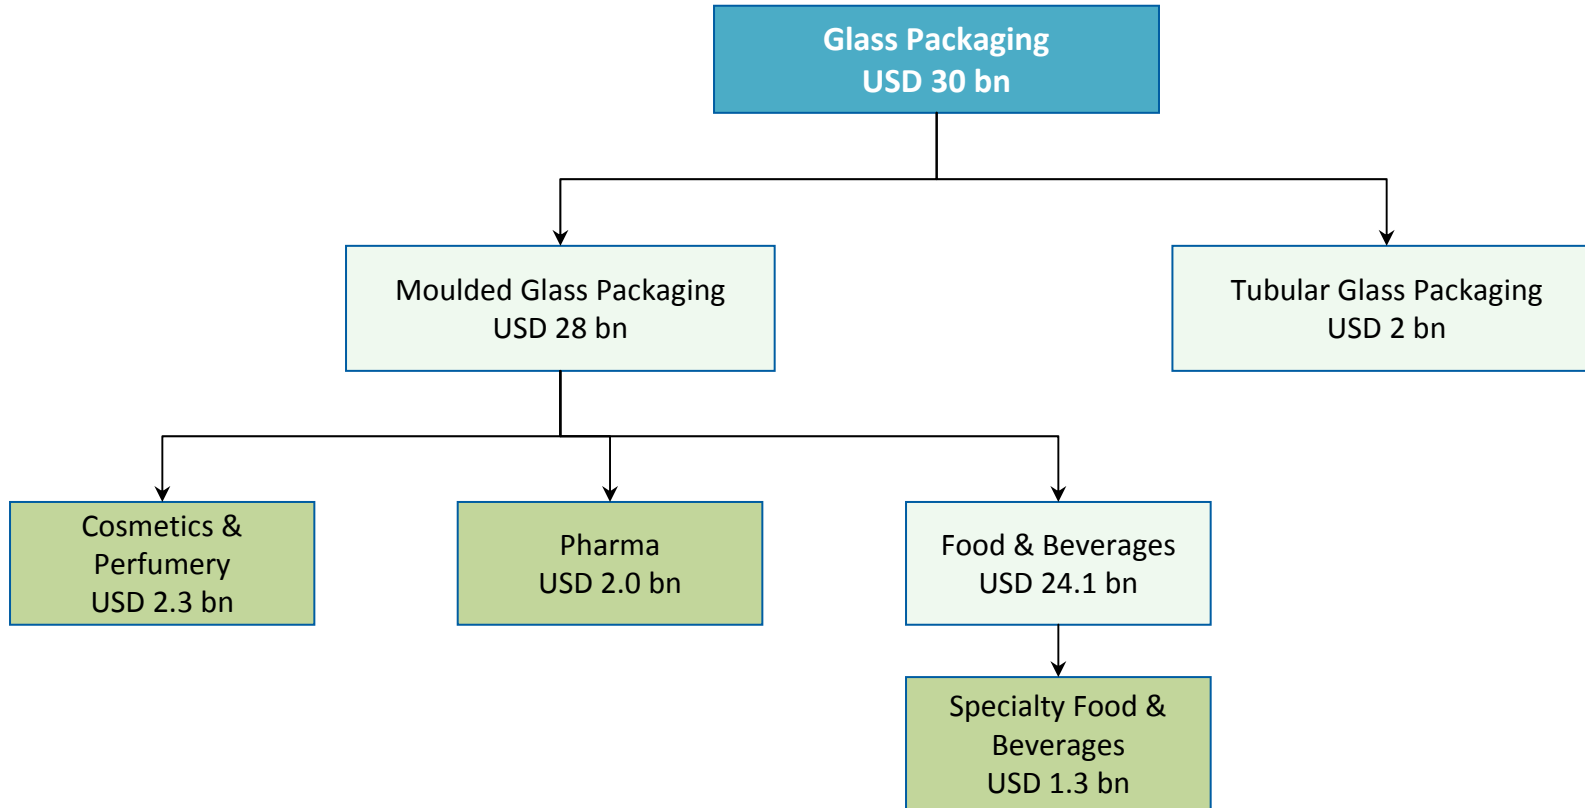 Glass Packaging
USD 30 bn
Moulded Glass Packaging
USD 28 bn
Tubular Glass Packaging
USD 2 bn
Cosmetics &
Perfumery
USD 2.3 bn
Pharma
USD 2.0 bn
Food & Beverages
USD 24.1 bn
Specialty Food &
Beverages
USD 1.3 bn